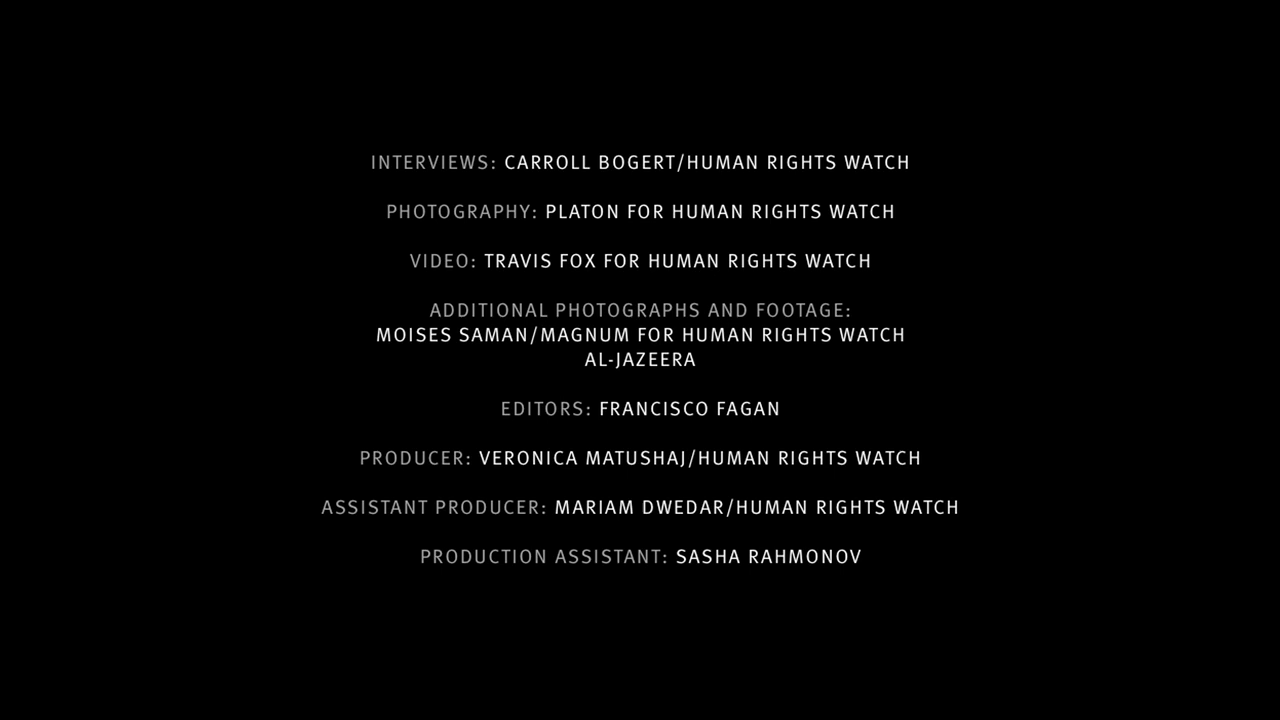 INTERVIEWS: CARROLL BOGERT/HUMAN RIGHTS WATCH
PHOTOGRAPHY: PLATON FOR HUMAN RIGHTS WATCH
VIDEO: TRAVIS FOX FOR HUMAN RIGHTS WATCH
ADDITIONAL PHOTOGRAPHS AND FOOTAGE:
MOISES SAMAN/MAGNUM FOR HUMAN RIGHTS WATCH
AL-JAZEERA
EDITORS: FRANCISCO FAGAN
PRODUCER: VERONICA MATUSHAJ/HUMAN RIGHTS WATCH
ASSISTANT PRODUCER: MARIAM DWEDAR/HUMAN RIGHTS WATCH
PRODUCTION ASSISTANT: SASHA RAHMONOV